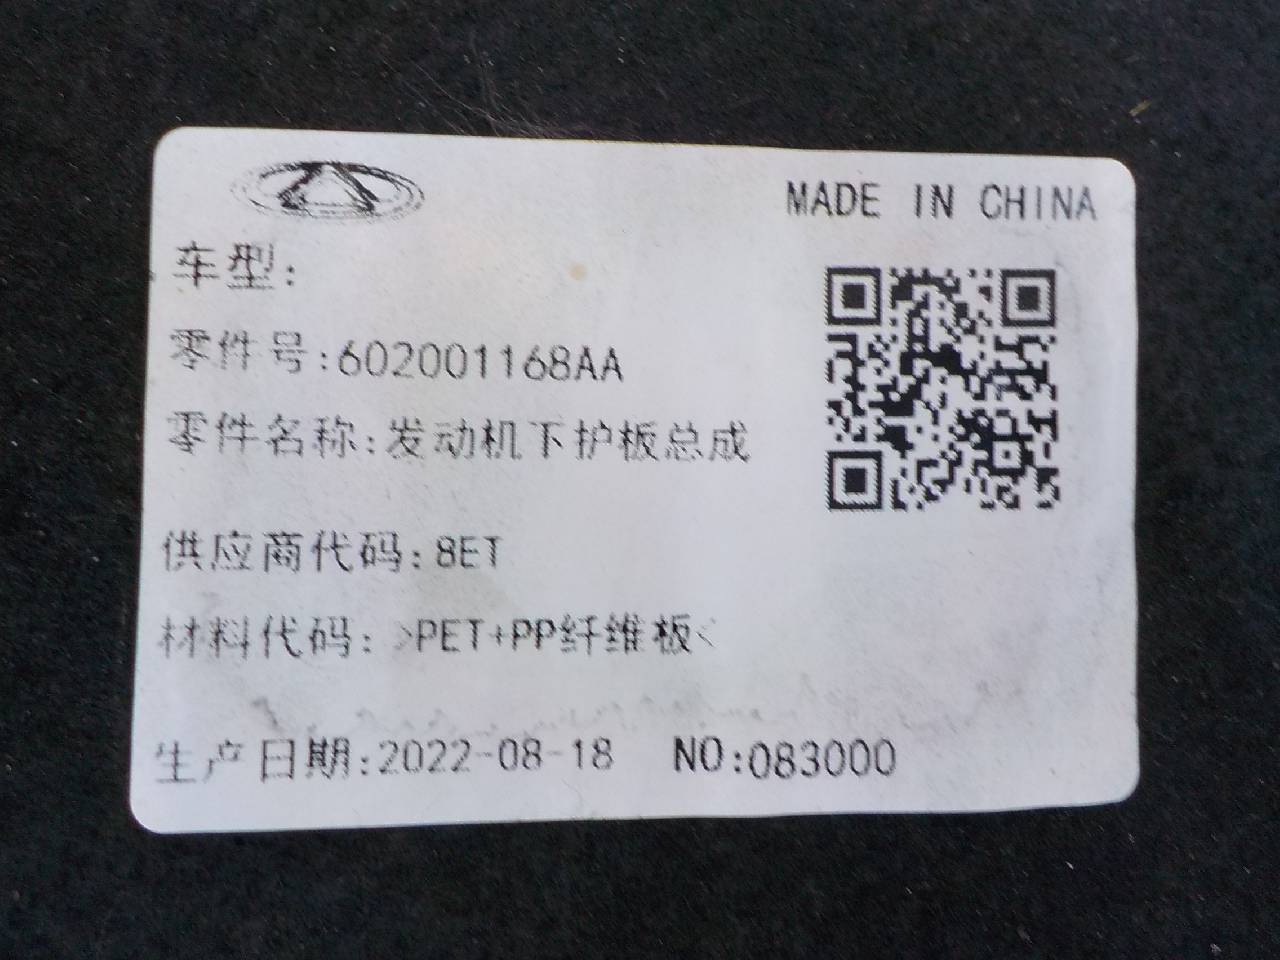 MADE IN CHINA
车型:
零件号:602001168AA
零件名称:发动机下护板总成
供应商代码:8ET
材料代码: >PET+PP纤维板<
生产日期:2022-08-18 NO:083000